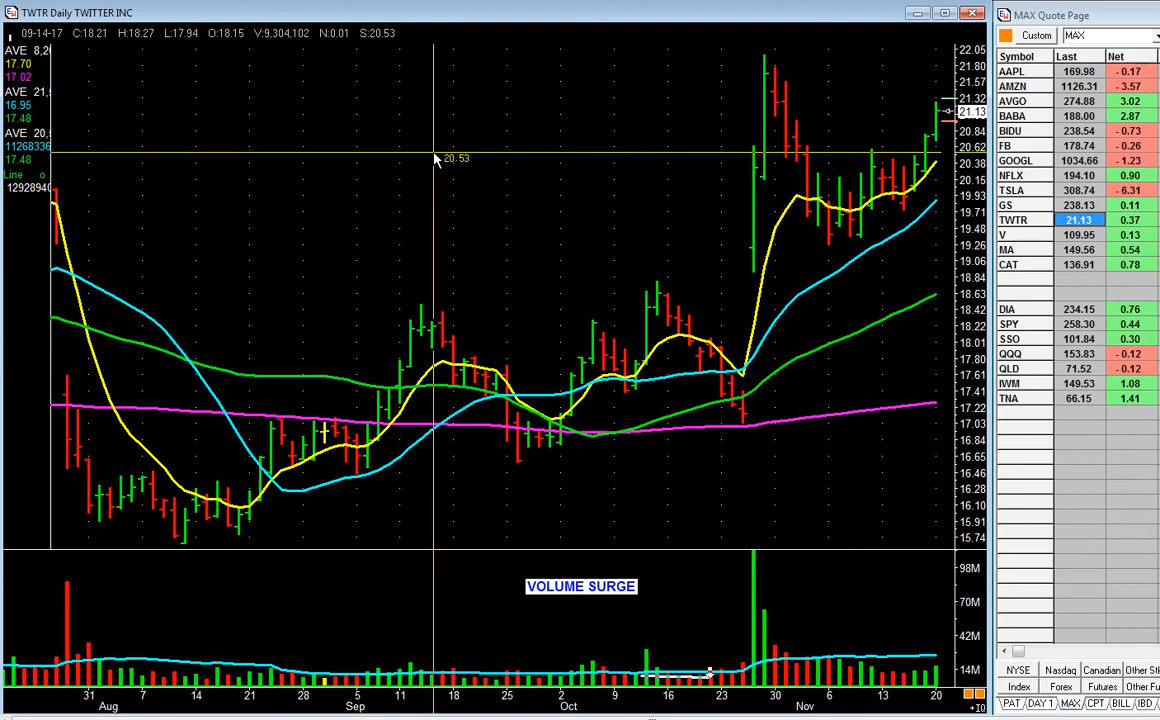 TWTR Daily TWITTER INC
09-14-17 C:18.21 H:18.27 L:17.94 O:18.15 V:9,304,102 N:0.01 S:20.53
AVE 8,2
17.70
17.02
AVE 21,
16.95
17.48
AVE 20,
11268336
17.48
Line o
12928940
20.53
22.05
21.80
21.57
21.32
21.13
20.84
20.62
20.38
20.15
19.93
19.71
19.48
19.26
19.06
18.84
18.63
18.42
18.22
18.01
17.80
17.61
17.41
17.22
17.03
16.84
16.65
16.46
16.28
16.10
15.91
15.74
VOLUME SURGE
98M
70M
42M
14M
31 7 14 21 28 5 11 18 25 2 9 16 23 30 6 13 20
Aug Sep Oct Nov
MAX Quote Page
Custom MAX
Symbol Last Net
AAPL 169.98 - 0.17
AMZN 1126.31 - 3.57
AVGO 274.88 3.02
BABA 188.00 2.87
BIDU 238.54 - 0.73
FB 178.74 - 0.26
GOOGL 1034.66 - 1.23
NFLX 194.10 0.90
TSLA 308.74 - 6.31
GS 238.13 0.11
TWTR 21.13 0.37
V 109.95 0.13
MA 149.56 0.54
CAT 136.91 0.78
DIA 234.15 0.76
SPY 258.30 0.44
SSO 101.84 0.30
QQQ 153.83 - 0.12
QLD 71.52 - 0.12
IWM 149.53 1.08
TNA 66.15 1.41
NYSE Nasdaq Canadian Other St
Index Forex Futures Other Fu
PAT DAY 1 MAX CPT BILL IBD